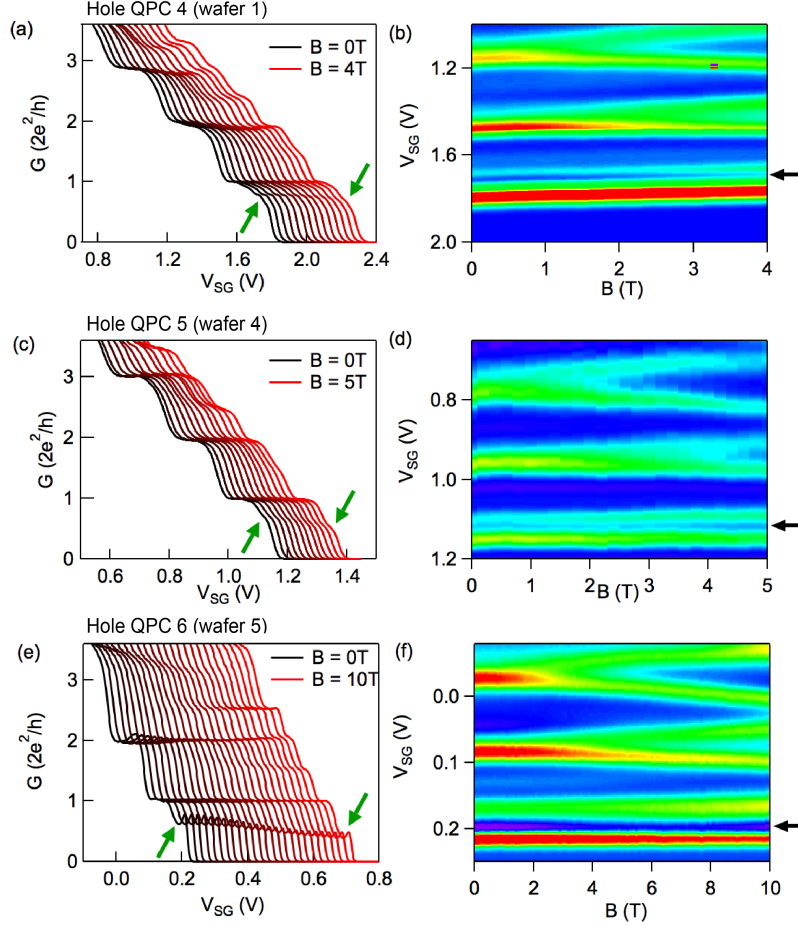 Hole QPC 4 (wafer 1)
(a)
B = 0T
B = 4T
G (2e²/h)
3
2
1
0
0.8
1.2
1.6
2.0
2.4
V_SG (V)
(b)
V_SG (V)
1.2
1.6
2.0
0
1
2
3
4
B (T)
Hole QPC 5 (wafer 4)
(c)
B = 0T
B = 5T
G (2e²/h)
3
2
1
0
0.6
0.8
1.0
1.2
1.4
V_SG (V)
(d)
V_SG (V)
0.8
1.0
1.2
0
1
2
3
4
5
B (T)
Hole QPC 6 (wafer 5)
(e)
B = 0T
B = 10T
G (2e²/h)
3
2
1
0
0.0
0.2
0.4
0.6
0.8
V_SG (V)
(f)
V_SG (V)
0.0
0.1
0.2
0
2
4
6
8
10
B (T)